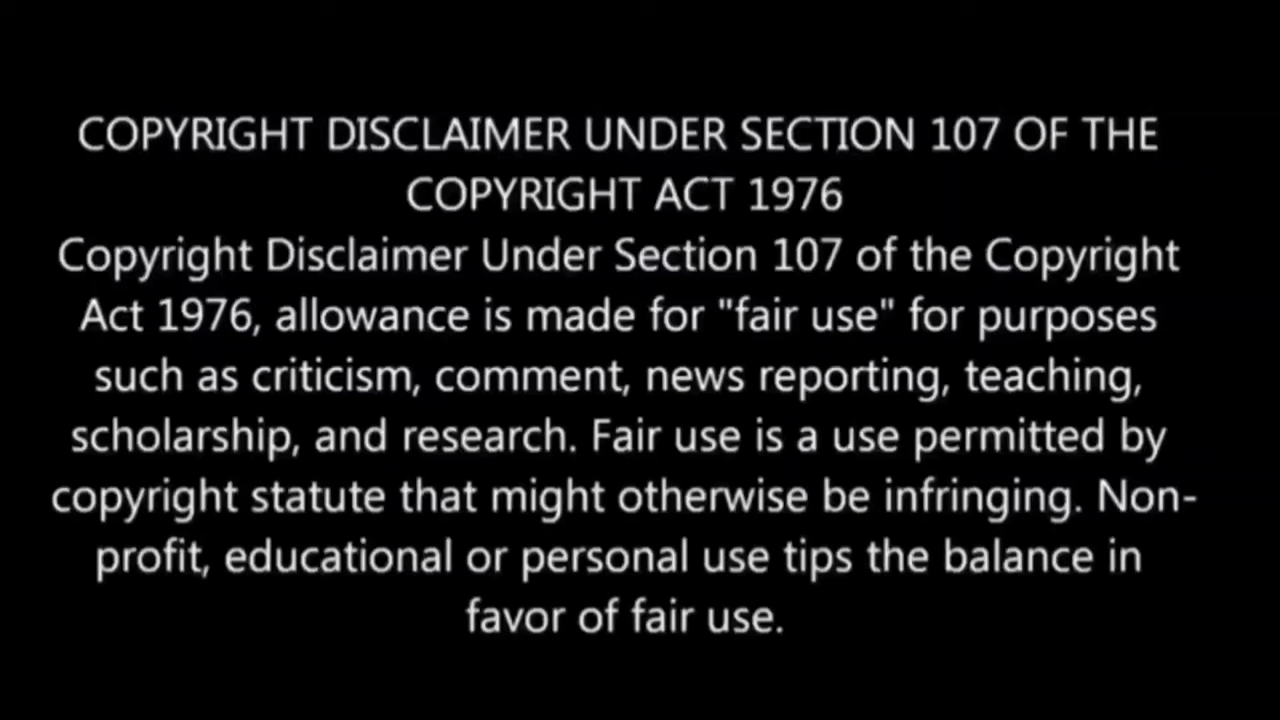 COPYRIGHT DISCLAIMER UNDER SECTION 107 OF THE
COPYRIGHT ACT 1976
Copyright Disclaimer Under Section 107 of the Copyright
Act 1976, allowance is made for "fair use" for purposes
such as criticism, comment, news reporting, teaching,
scholarship, and research. Fair use is a use permitted by
copyright statute that might otherwise be infringing. Non-
profit, educational or personal use tips the balance in
favor of fair use.